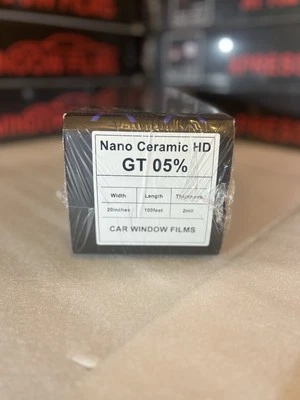 Nano Ceramic HD
GT 05%
Width Length Thickness
20inches 100feet 2mil
CAR WINDOW FILMS